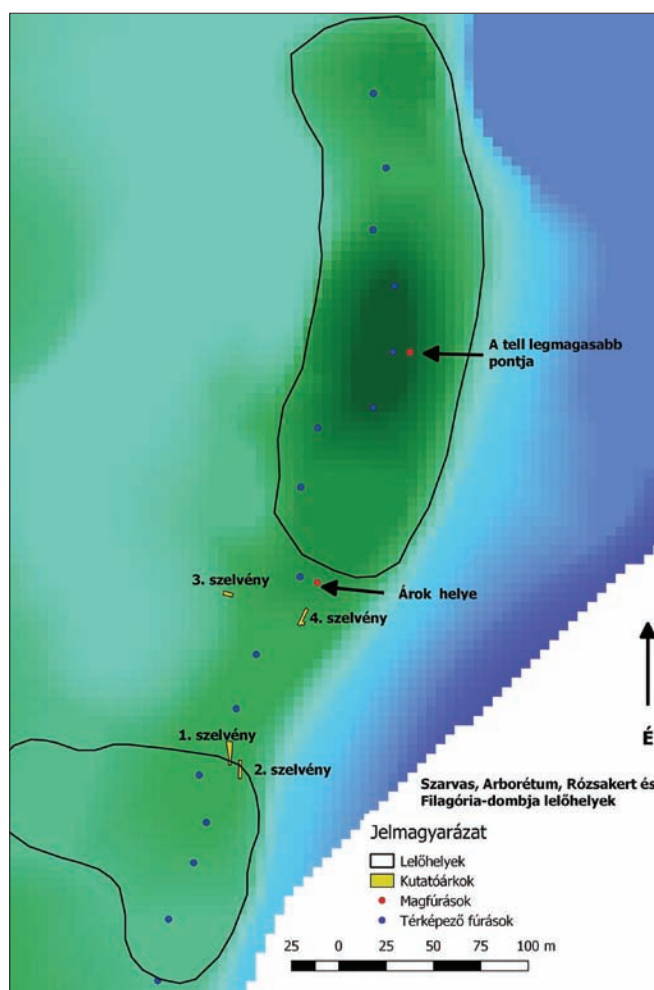 A tell legmagasabb
pontja
3. szelvény
Árok helye
4. szelvény
1. szelvény
É
2. szelvény
Szarvas, Arborétum, Rózsakert és
Filagória-dombja lelőhelyek
Jelmagyarázat
Lelőhelyek
Kutatóárkok
Magfúrások
Térképező fúrások
25 0 25 50 75 100 m